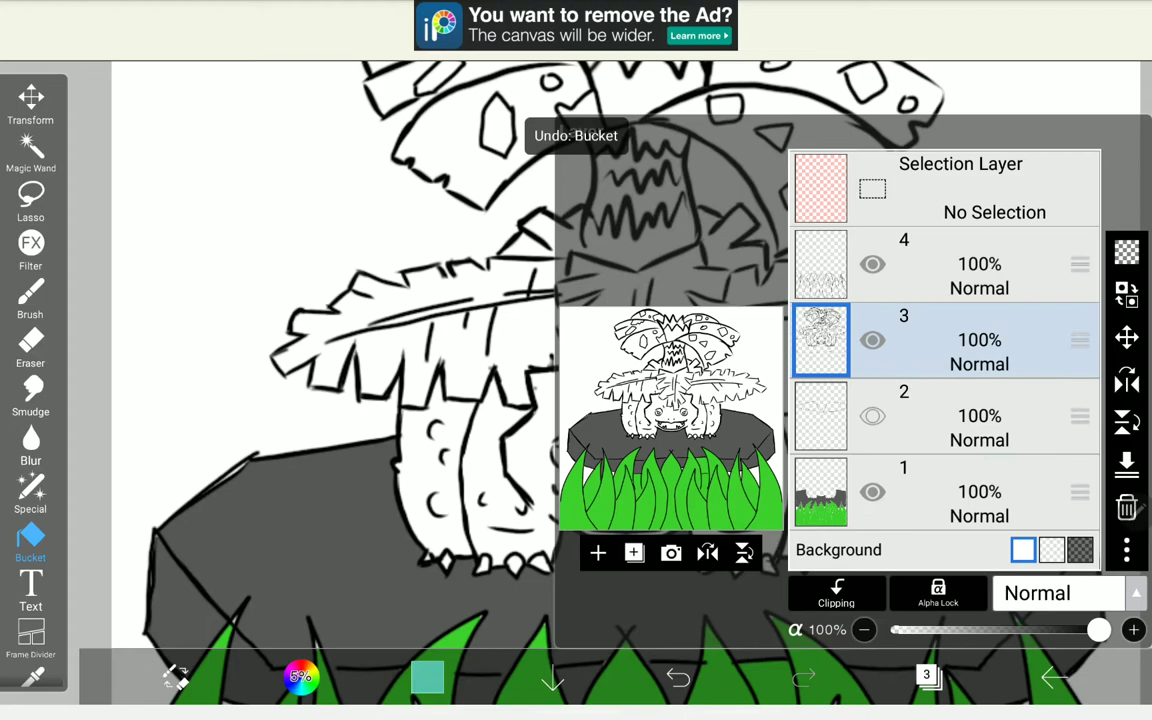 You want to remove the Ad?
The canvas will be wider.
Learn more
iP
Transform
Magic Wand
Lasso
FX
Filter
Brush
Eraser
Smudge
Blur
Special
Bucket
T
Text
Frame Divider
Undo: Bucket
Selection Layer
No Selection
4
100%
Normal
3
100%
Normal
2
100%
Normal
1
100%
Normal
Background
Clipping
α
Alpha Lock
Normal
α 100%
5%
3